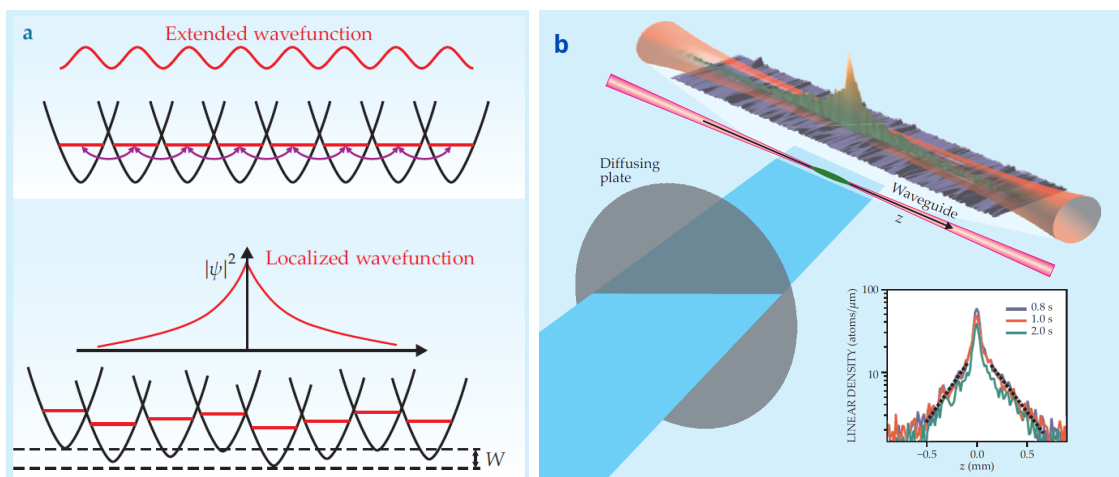 a
Extended wavefunction
|ψ|²
Localized wavefunction
W
b
Diffusing
plate
Waveguide
z
LINEAR DENSITY (atoms/μm)
100
10
0.8 s
1.0 s
2.0 s
−0.5
0.0
0.5
z (mm)